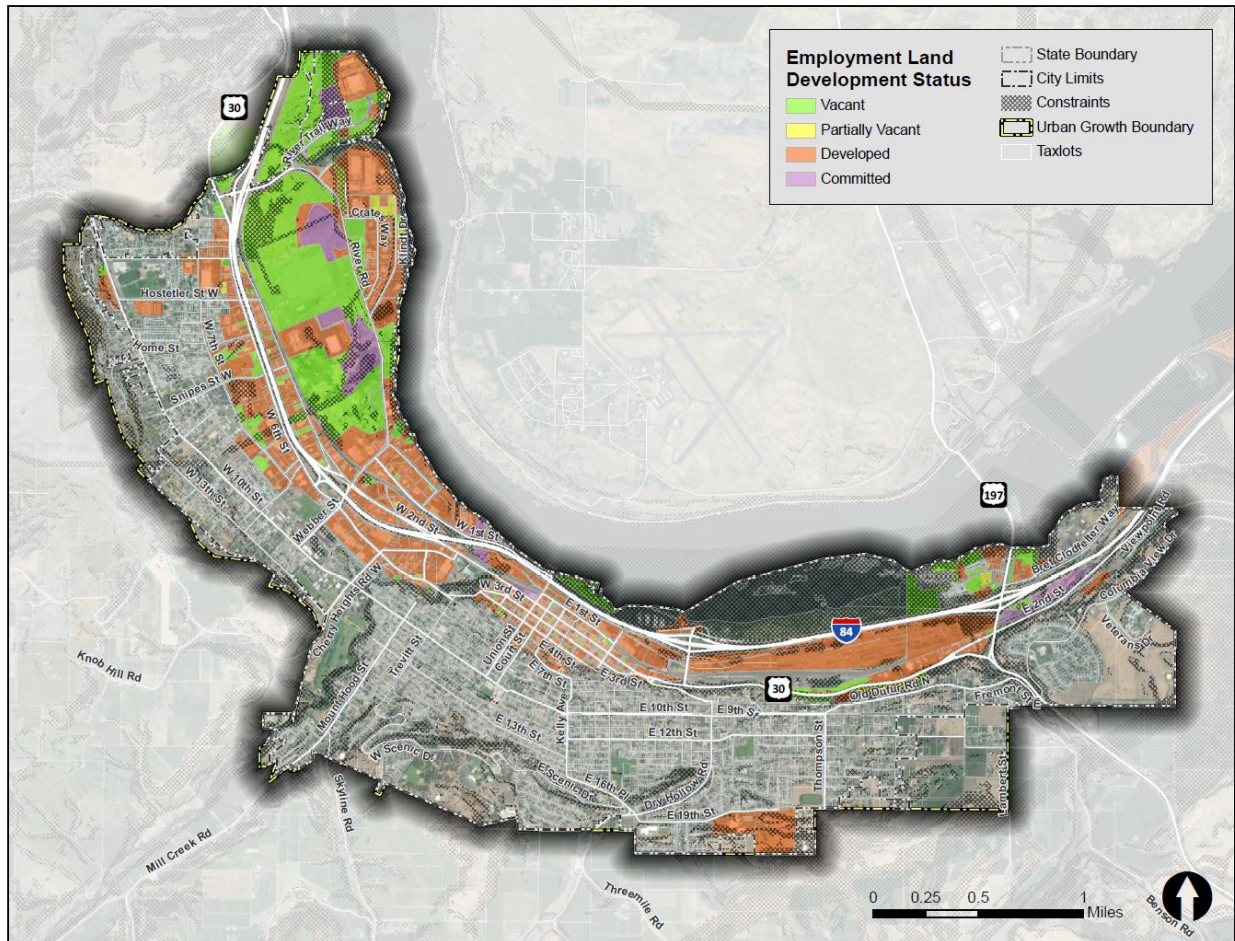 Employment Land
Development Status
Vacant
Partially Vacant
Developed
Committed
State Boundary
City Limits
Constraints
Urban Growth Boundary
Taxlots
30
River Trail Way
Crates
Way
Klindt Dr
River Rd
Hostetler St W
W 7th St
Home St
Snipes St W
W 6th St
W 10th St
W 13th St
Webber St
W 2nd St
W 1st St
197
Bret Clodfelter Way
Viewpoint Rd
E 2nd St
Columbia View Dr
Veterans Dr
84
Cherry Heights Rd W
W 3rd St
E 1st St
Union St
Court St
E 4th St
E 3rd St
E 7th St
Trevitt St
Mount Hood St
Knob Hill Rd
30
Old Dufur Rd N
Fremont St
E 10th St
E 9th St
E 12th St
Kelly Ave
E 13th St
Thompson St
W Scenic Dr
E Scenic Dr
E 16th Pl
Dry Hollow Rd
E 19th St
Lambert St
Skyline Rd
Mill Creek Rd
Threemile Rd
Benson Rd
0 0.25 0.5 1
Miles